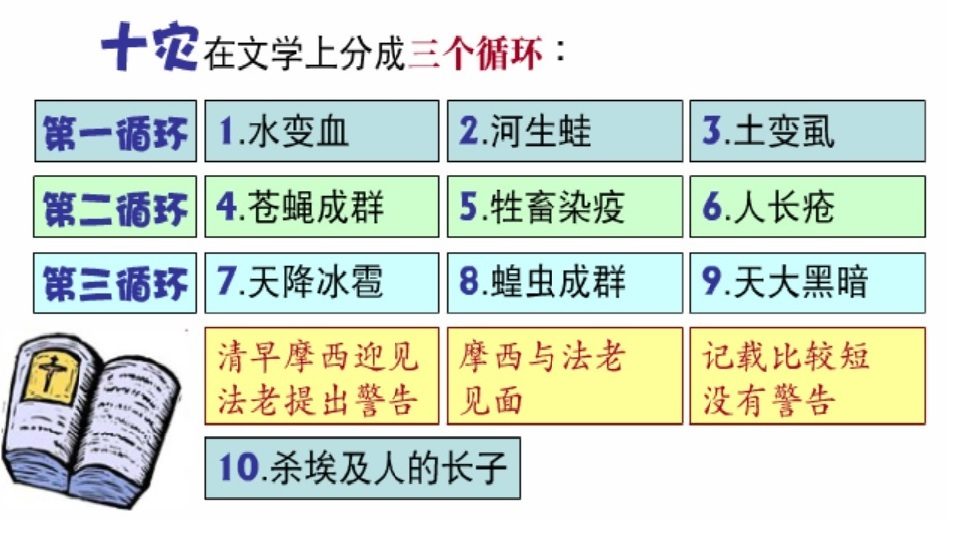 十灾在文学上分成三个循环：
第一循环 1.水变血 2.河生蛙 3.土变虱
第二循环 4.苍蝇成群 5.牲畜染疫 6.人长疮
第三循环 7.天降冰雹 8.蝗虫成群 9.天大黑暗
清早摩西迎见
法老提出警告
摩西与法老
见面
记载比较短
没有警告
10.杀埃及人的长子